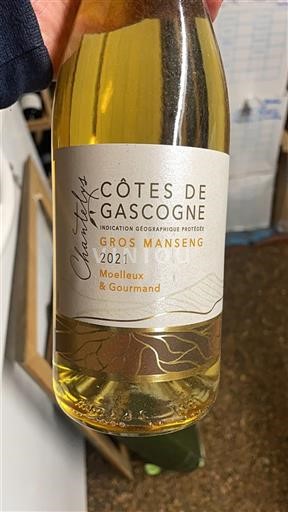 Chantelys
CÔTES DE
GASCOGNE
INDICATION GÉOGRAPHIQUE PROTÉGÉE
GROS MANSENG
2021
Moelleux
& Gourmand